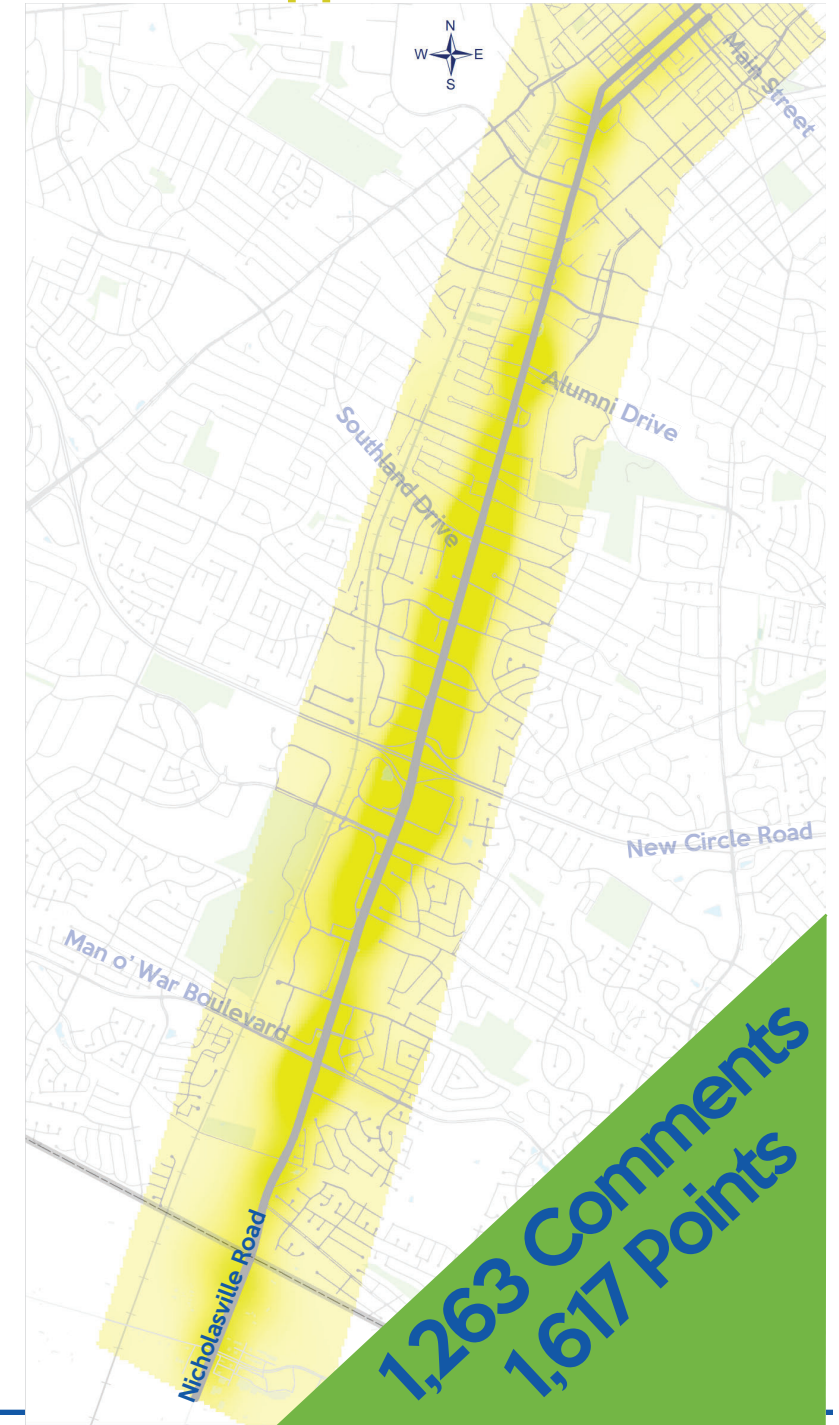 N
W E
S
Main Street
Alumni Drive
Southland Drive
New Circle Road
Man o' War Boulevard
Nicholasville Road
1,263 Comments
1,617 Points